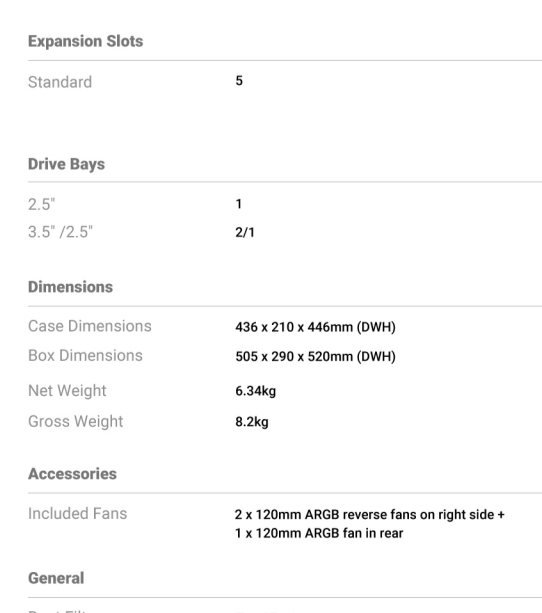 Expansion Slots
Standard 5
Drive Bays
2.5" 1
3.5" /2.5" 2/1
Dimensions
Case Dimensions 436 x 210 x 446mm (DWH)
Box Dimensions 505 x 290 x 520mm (DWH)
Net Weight 6.34kg
Gross Weight 8.2kg
Accessories
Included Fans 2 x 120mm ARGB reverse fans on right side +
1 x 120mm ARGB fan in rear
General